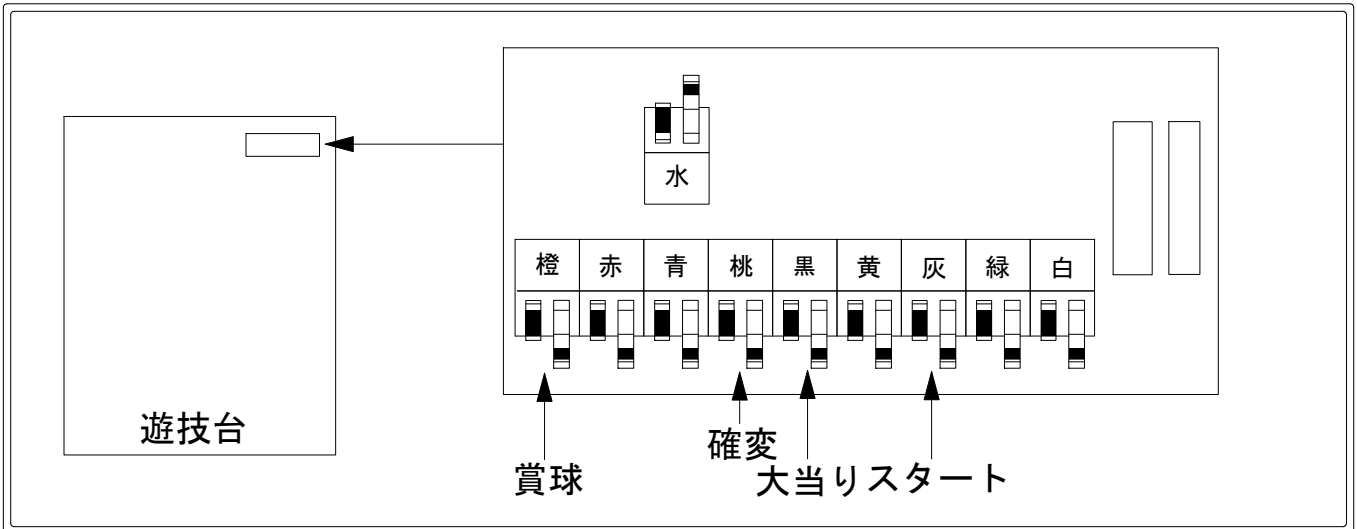 水
橙 赤 青 桃 黒 黄 灰 緑 白
遊技台
賞球
確変
大当り
スタート